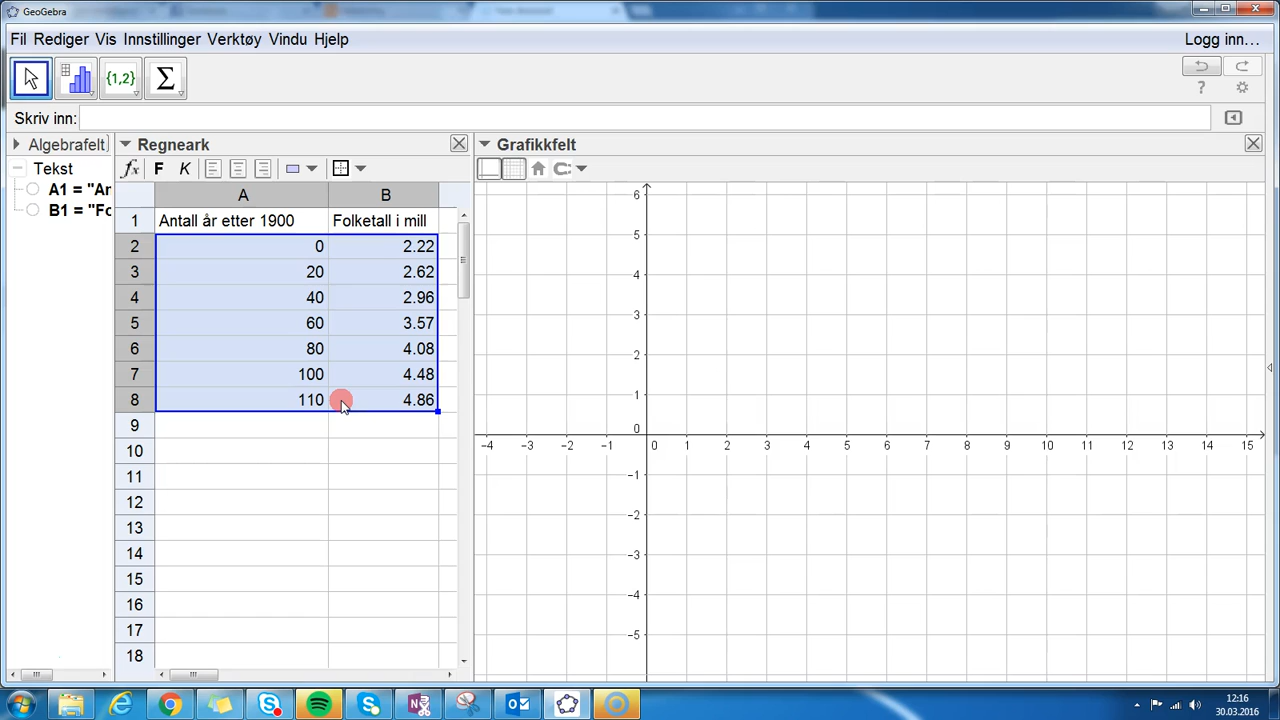 GeoGebra
Fil Rediger Vis Innstillinger Verktøy Vindu Hjelp Logg inn...
{1,2} Σ
?
Skriv inn:
Algebrafelt Regneark Grafikkfelt
Tekst fx F K
A1 = "Ar
B1 = "Fo
A B
1 Antall år etter 1900 Folketall i mill
2 0 2.22
3 20 2.62
4 40 2.96
5 60 3.57
6 80 4.08
7 100 4.48
8 110 4.86
9
10
11
12
13
14
15
16
17
18
6
5
4
3
2
1
0
−4 −3 −2 −1 0 1 2 3 4 5 6 7 8 9 10 11 12 13 14 15
−1
−2
−3
−4
−5
12:16
30.03.2016